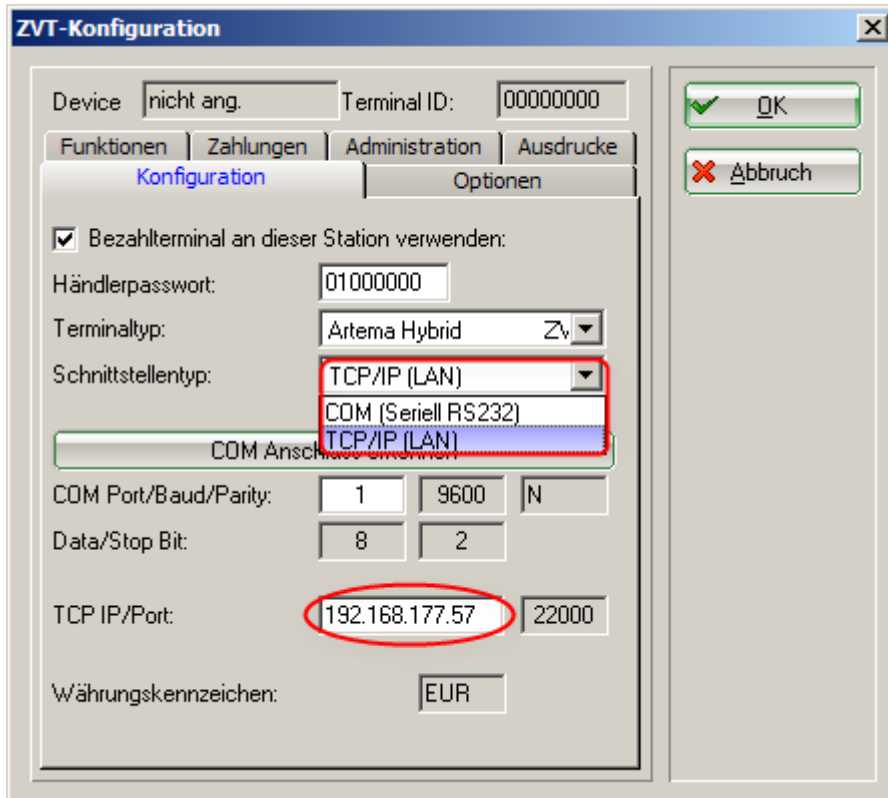 ZVT-Konfiguration
Device nicht ang. Terminal ID: 00000000
OK
Abbruch
Funktionen Zahlungen Administration Ausdrucke
Konfiguration Optionen
Bezahlterminal an dieser Station verwenden:
Händlerpasswort: 01000000
Terminaltyp: Artema Hybrid
Schnittstellentyp: TCP/IP (LAN)
COM (Seriell RS232)
TCP/IP (LAN)
COM
COM Port/Baud/Parity: 1 9600 N
Data/Stop Bit: 8 2
TCP IP/Port: 192.168.177.57 22000
Währungskennzeichen: EUR